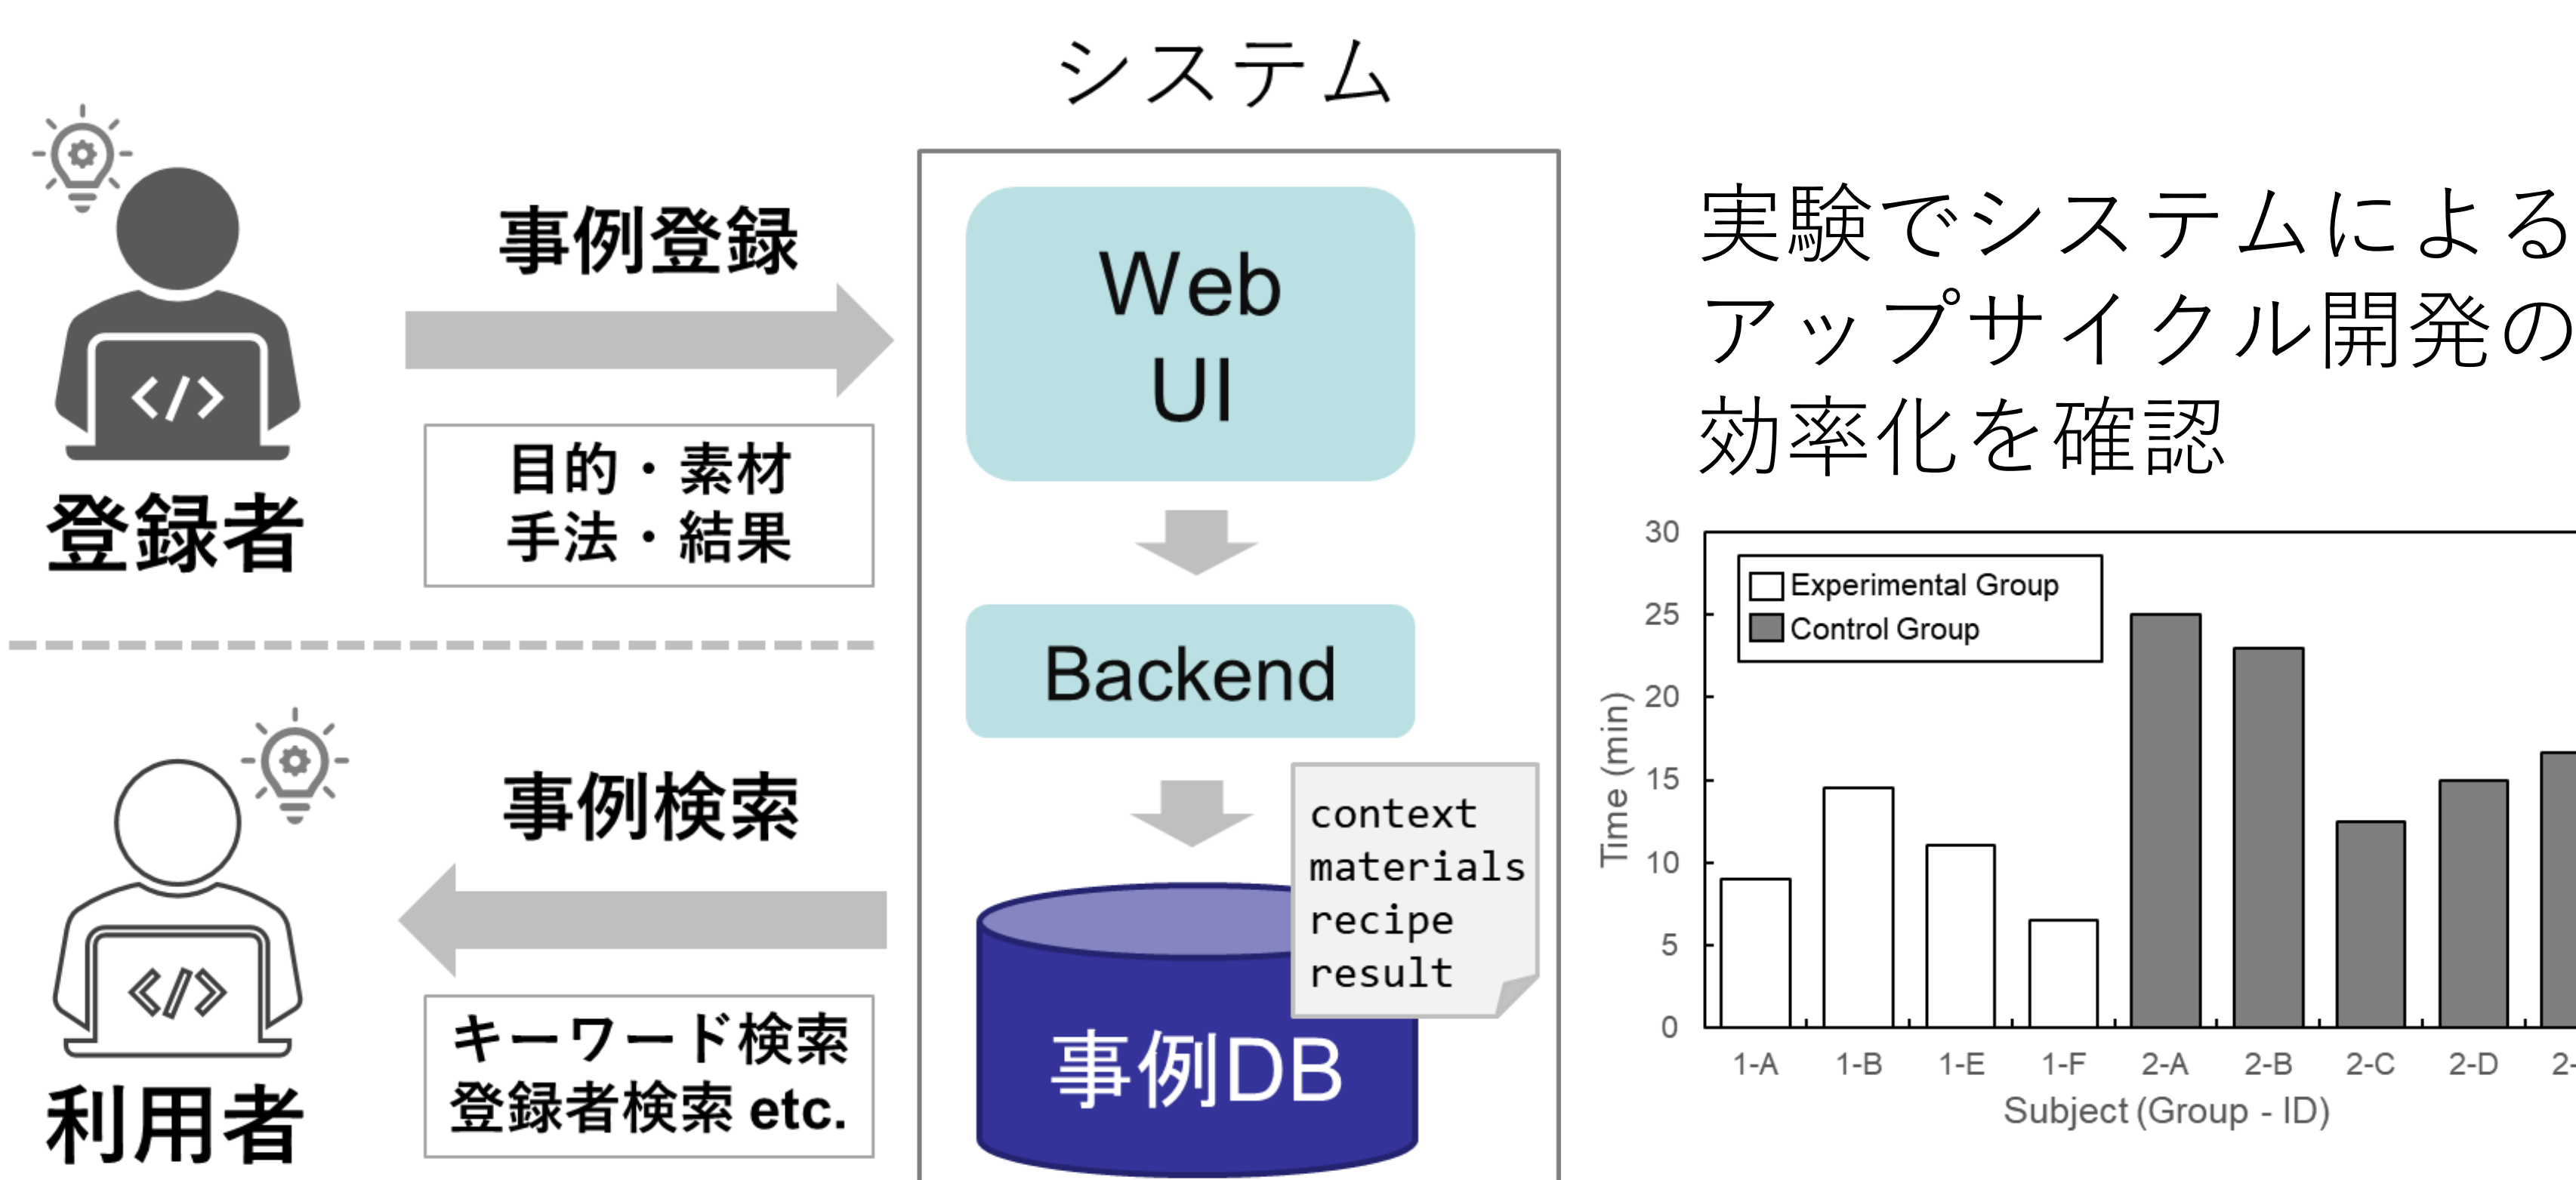 システム
事例登録
目的・素材
手法・結果
登録者
</>
事例検索
キーワード検索
登録者検索 etc.
利用者
</>
Web
UI
Backend
context
materials
recipe
result
事例DB
実験でシステムによる
アップサイクル開発の
効率化を確認
30
25
20
15
10
5
0
Time (min)
Experimental Group
Control Group
1-A 1-B 1-E 1-F 2-A 2-B 2-C 2-D 2-
Subject (Group - ID)